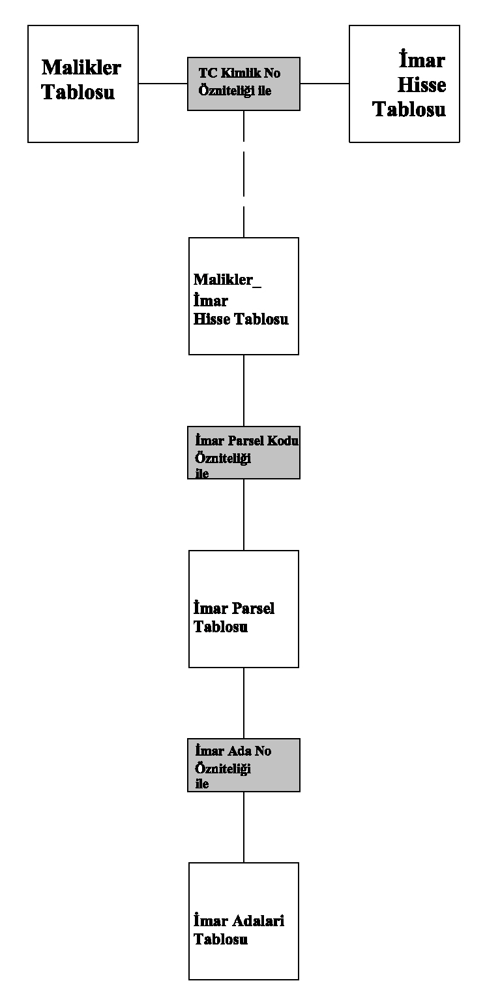 Malikler
Tablosu
TC Kimlik No
Özniteliği ile
İmar
Hisse
Tablosu
Malikler_
İmar
Hisse Tablosu
İmar Parsel Kodu
Özniteliği
ile
İmar Parsel
Tablosu
İmar Ada No
Özniteliği
ile
İmar Adalari
Tablosu